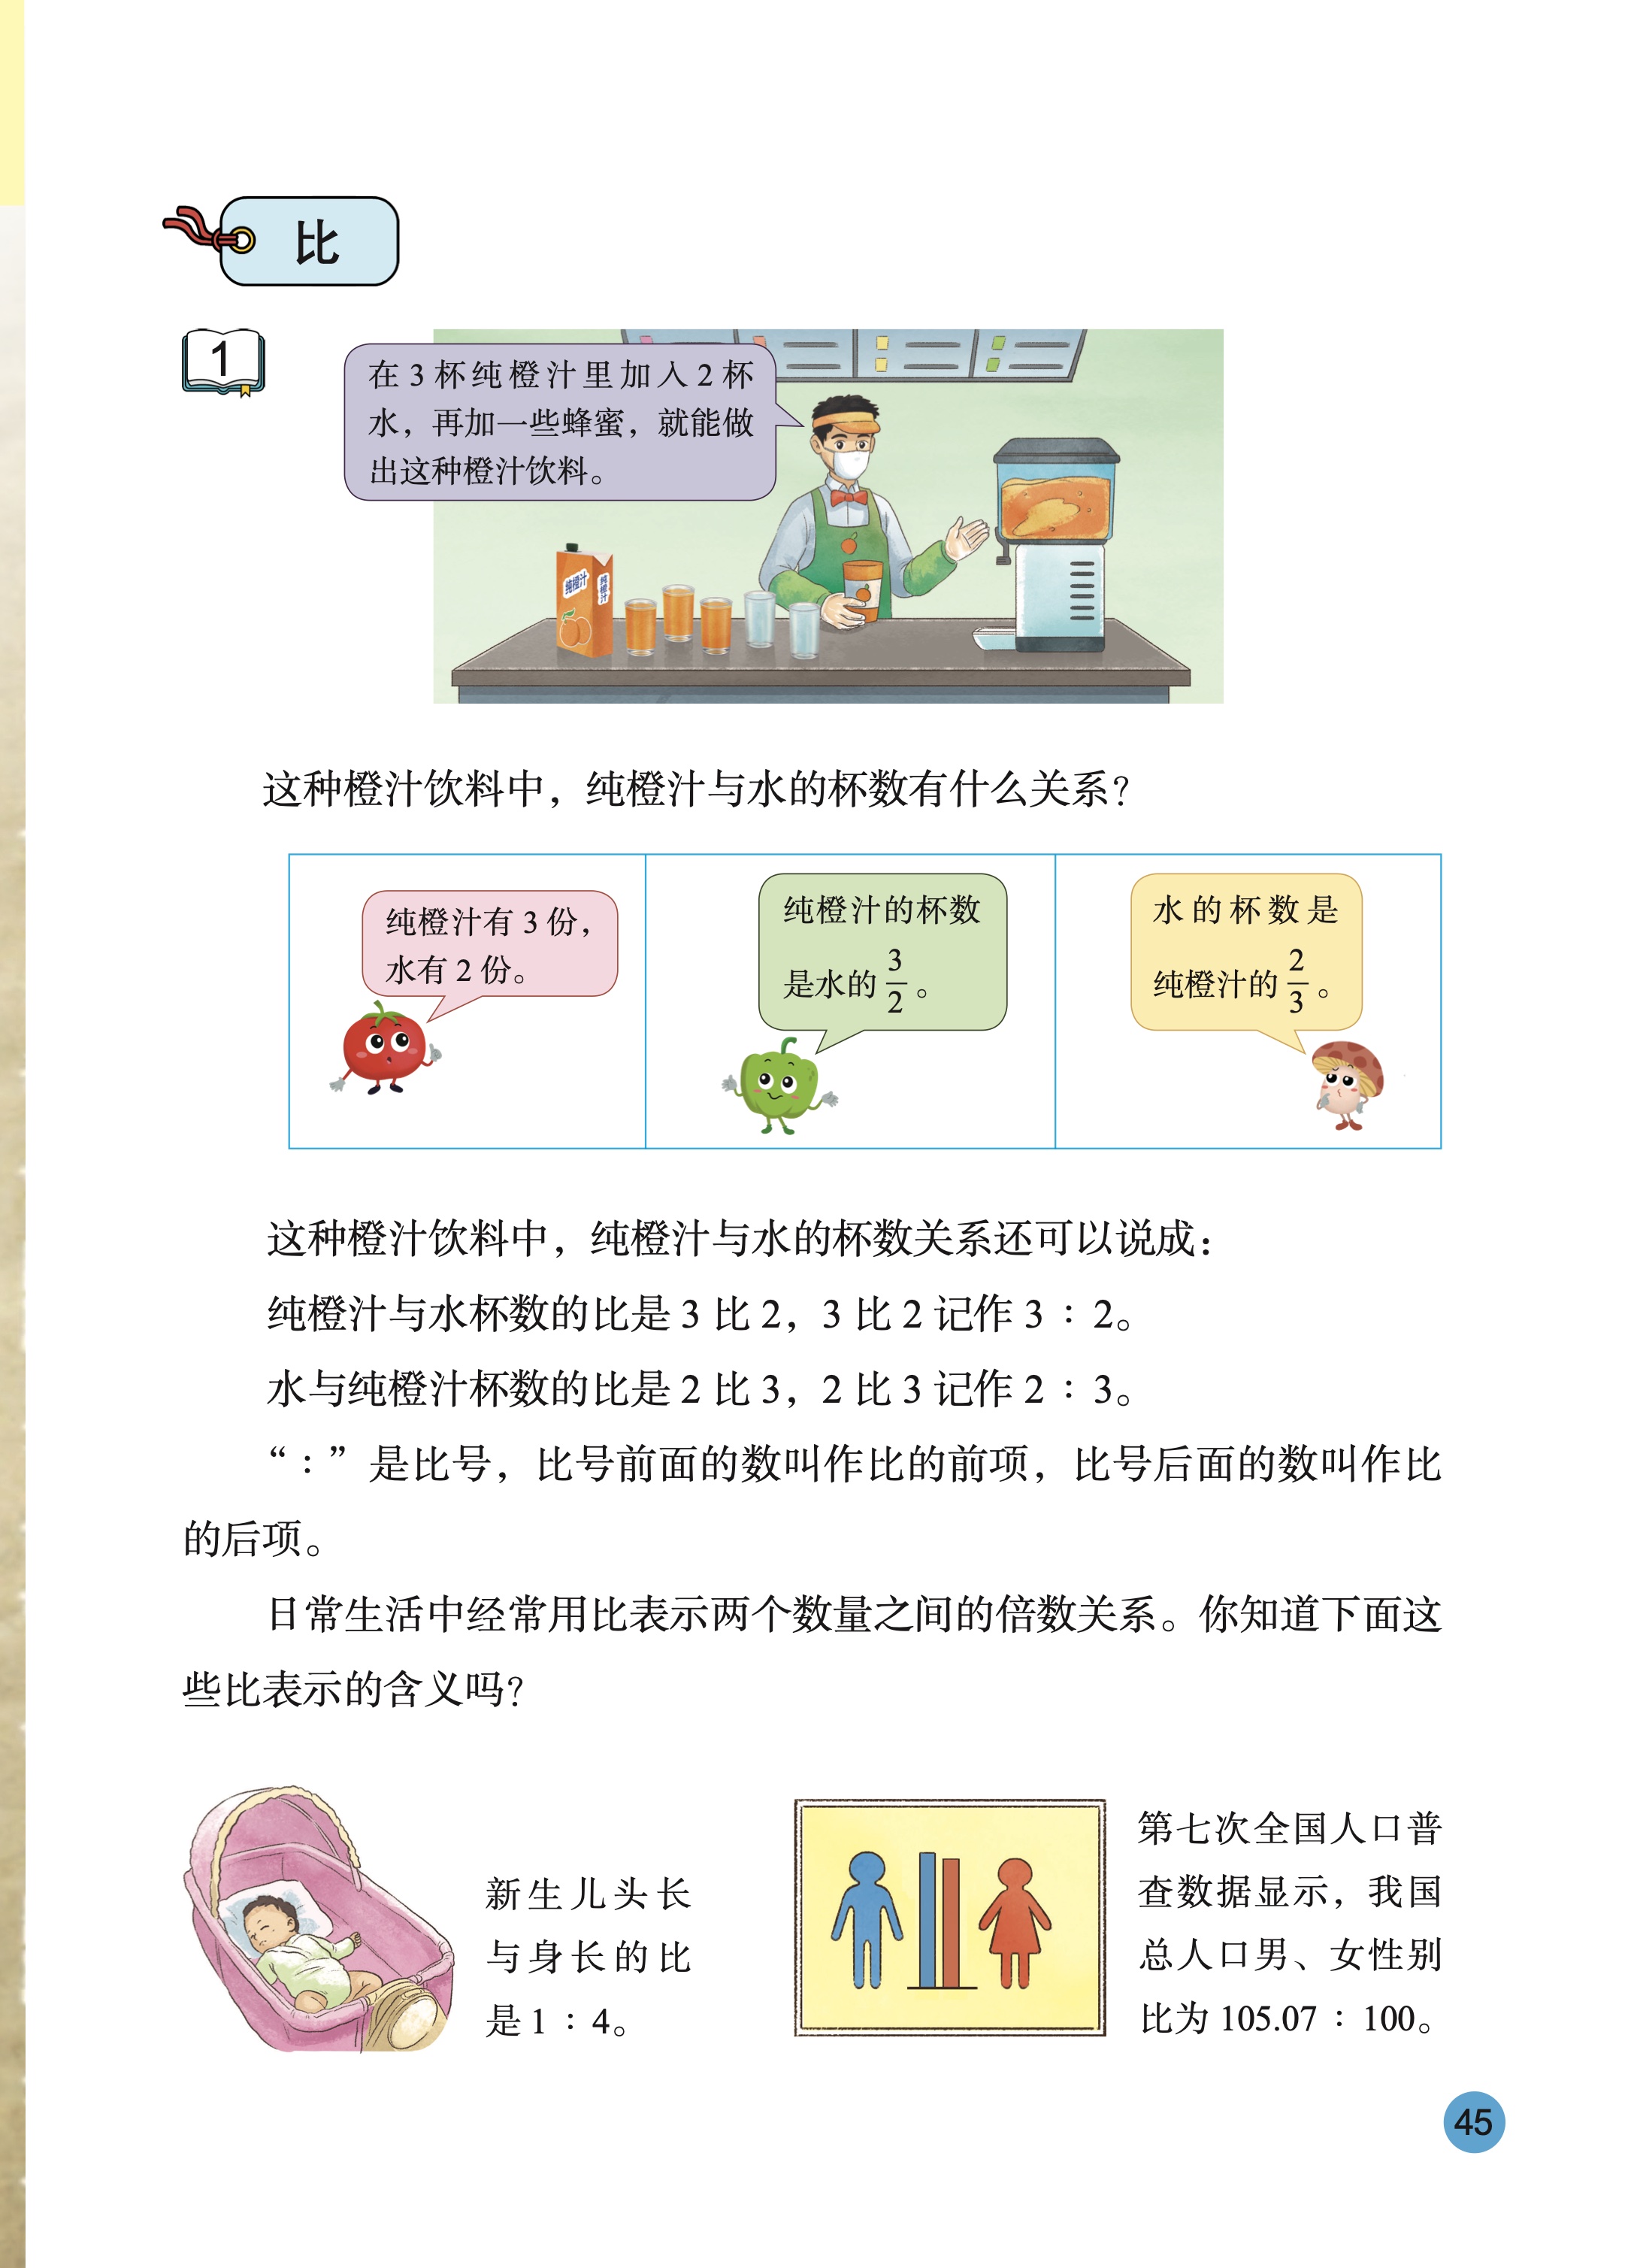 比
1
在 3 杯纯橙汁里加入 2 杯
水，再加一些蜂蜜，就能做
出这种橙汁饮料。
纯橙汁
纯橙汁
这种橙汁饮料中，纯橙汁与水的杯数有什么关系？
纯橙汁有 3 份，
水有 2 份。
纯橙汁的杯数
是水的 3/2 。
水的杯数是
纯橙汁的 2/3 。
这种橙汁饮料中，纯橙汁与水的杯数关系还可以说成：
纯橙汁与水杯数的比是 3 比 2，3 比 2 记作 3 ∶ 2。
水与纯橙汁杯数的比是 2 比 3，2 比 3 记作 2 ∶ 3。
“∶”是比号，比号前面的数叫作比的前项，比号后面的数叫作比
的后项。
日常生活中经常用比表示两个数量之间的倍数关系。你知道下面这
些比表示的含义吗？
新生儿头长
与身长的比
是 1 ∶ 4。
第七次全国人口普
查数据显示，我国
总人口男、女性别
比为 105.07 ∶ 100。
45